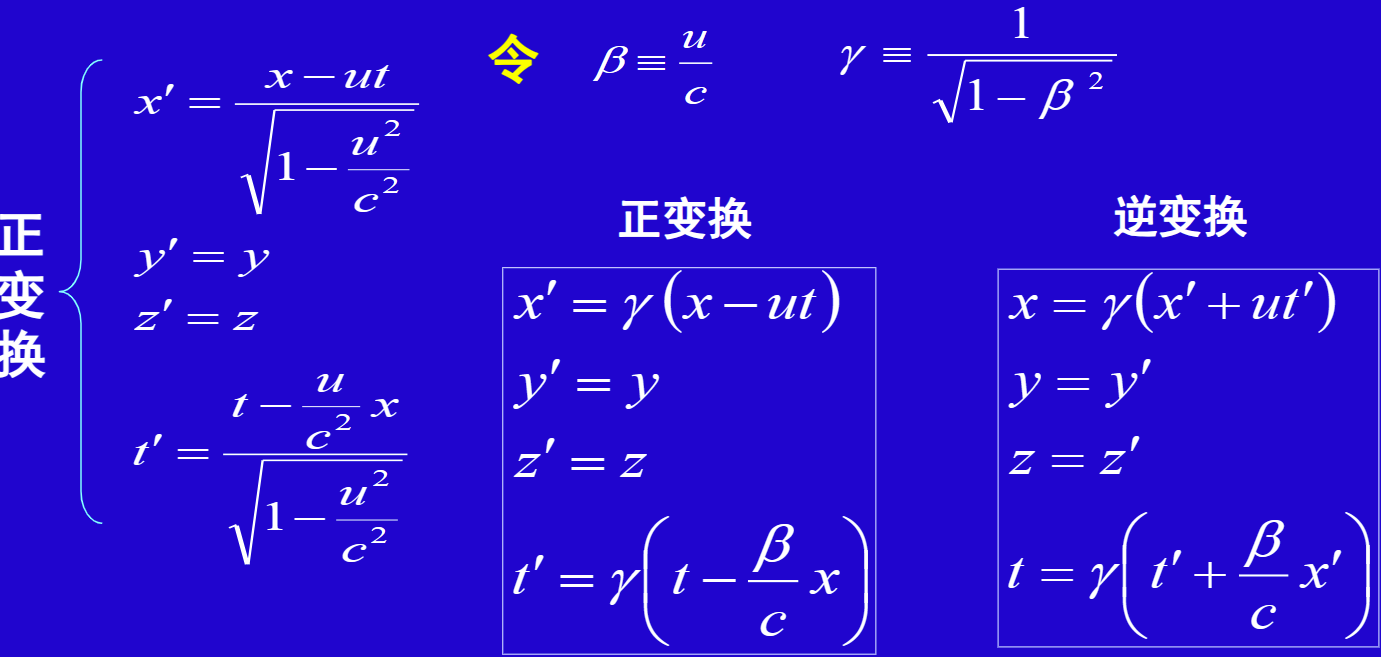 正变换
x′ = (x − ut) / √(1 − u²/c²)
y′ = y
z′ = z
t′ = (t − (u/c²) x) / √(1 − u²/c²)
令 β ≡ u/c γ ≡ 1/√(1 − β²)
正变换
x′ = γ(x − ut)
y′ = y
z′ = z
t′ = γ(t − (β/c) x)
逆变换
x = γ(x′ + ut′)
y = y′
z = z′
t = γ(t′ + (β/c) x′)